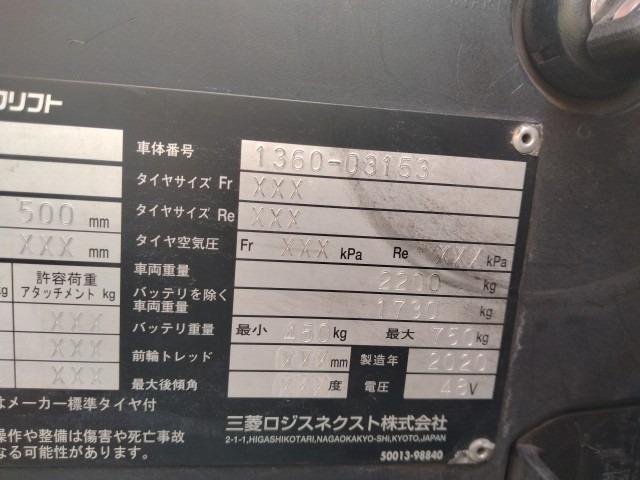 フリフト
車体番号 1360-03153
タイヤサイズ Fr XXX
500 mm タイヤサイズ Re XXX
XXX mm タイヤ空気圧 Fr XXX kPa Re XXX kPa
車両重量 2200 kg
許容荷重
アタッチメント kg
kg
バッテリを除く
車両重量 1730 kg
XXX バッテリ重量 最小 450 kg 最大 750 kg
XXX 前輪トレッド XXX mm 製造年 2020
XXX 最大後傾角 XXX 度 電圧 48 V
はメーカー標準タイヤ付
三菱ロジスネクスト株式会社
2-1-1,HIGASHIKOTARI,NAGAOKAKYO-SHI,KYOTO,JAPAN
操作や整備は傷害や死亡事故
なる可能性があります。
50013-98840